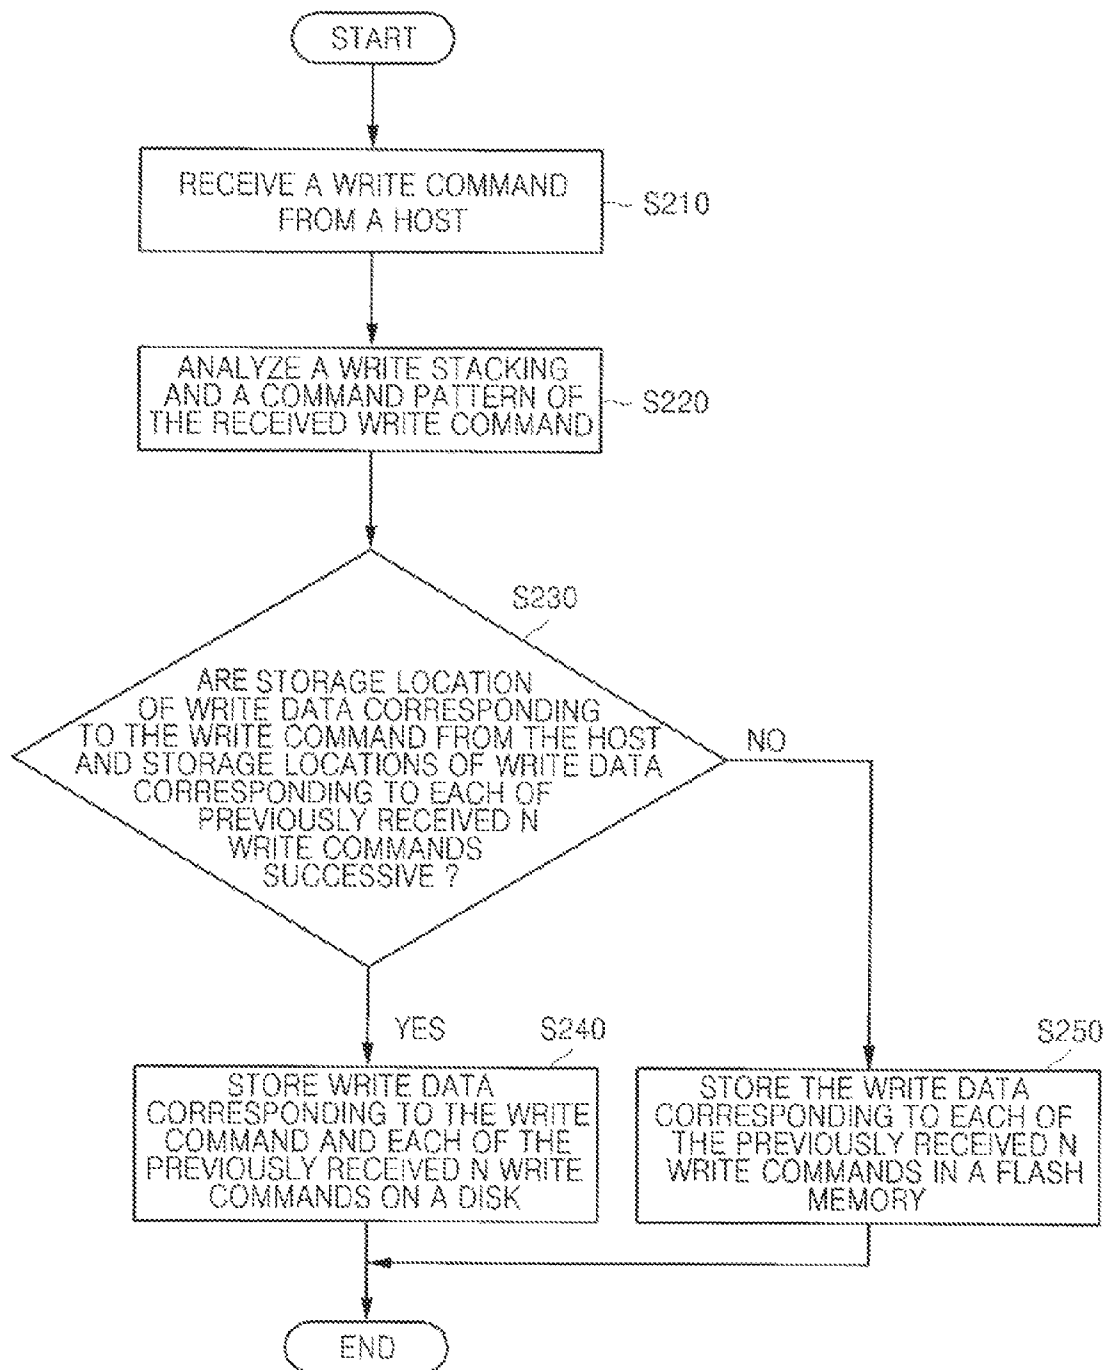 START
RECEIVE A WRITE COMMAND
FROM A HOST
S210
ANALYZE A WRITE STACKING
AND A COMMAND PATTERN OF
THE RECEIVED WRITE COMMAND
S220
S230
ARE STORAGE LOCATION
OF WRITE DATA CORRESPONDING
TO THE WRITE COMMAND FROM THE HOST
AND STORAGE LOCATIONS OF WRITE DATA
CORRESPONDING TO EACH OF
PREVIOUSLY RECEIVED N
WRITE COMMANDS
SUCCESSIVE ?
NO
YES
S240
STORE WRITE DATA
CORRESPONDING TO THE WRITE
COMMAND AND EACH OF THE
PREVIOUSLY RECEIVED N WRITE
COMMANDS ON A DISK
S250
STORE THE WRITE DATA
CORRESPONDING TO EACH OF
THE PREVIOUSLY RECEIVED N
WRITE COMMANDS IN A FLASH
MEMORY
END